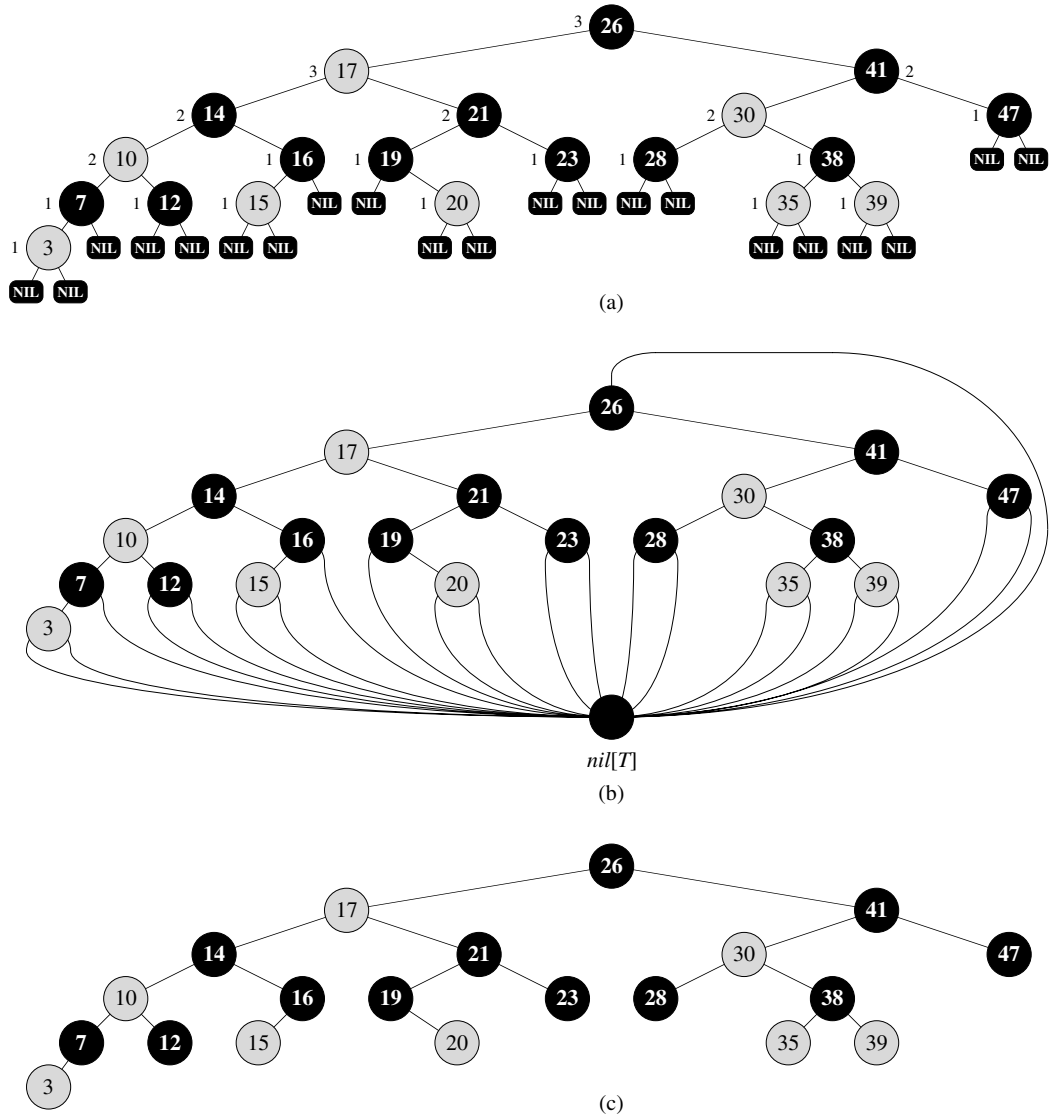 3 26
3 17 41 2
2 14 2 21 2 30 1 47
2 10 1 16 1 19 1 23 1 28 1 38 NIL NIL
1 7 1 12 1 15 NIL NIL 1 20 NIL NIL NIL NIL 1 35 1 39
1 3 NIL NIL NIL NIL NIL NIL NIL NIL NIL NIL NIL
NIL NIL
(a)
26
17 41
14 21 30 47
10 16 19 23 28 38
7 12 15 20 35 39
3
nil[T]
(b)
26
17 41
14 21 30 47
10 16 19 23 28 38
7 12 15 20 35 39
3
(c)